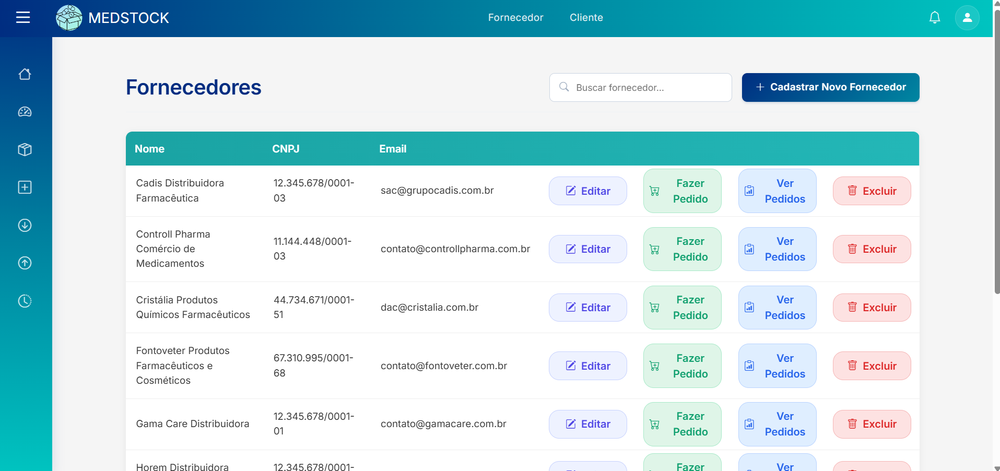 MEDSTOCK
Fornecedor
Cliente
Fornecedores
Buscar fornecedor...
Cadastrar Novo Fornecedor
Nome
CNPJ
Email
Cadis Distribuidora
Farmacêutica
12.345.678/0001-
03
sac@grupocadis.com.br
Editar
Fazer
Pedido
Ver
Pedidos
Excluir
Controll Pharma
Comércio de
Medicamentos
11.144.448/0001-
03
contato@controllpharma.com.br
Editar
Fazer
Pedido
Ver
Pedidos
Excluir
Cristália Produtos
Químicos Farmacêuticos
44.734.671/0001-
51
dac@cristalia.com.br
Editar
Fazer
Pedido
Ver
Pedidos
Excluir
Fontoveter Produtos
Farmacêuticos e
Cosméticos
67.310.995/0001-
68
contato@fontoveter.com.br
Editar
Fazer
Pedido
Ver
Pedidos
Excluir
Gama Care Distribuidora
12.345.678/0001-
01
contato@gamacare.com.br
Editar
Fazer
Pedido
Ver
Pedidos
Excluir
Horem Distribuidora
12.345.678/0001-
Fazer
Ver